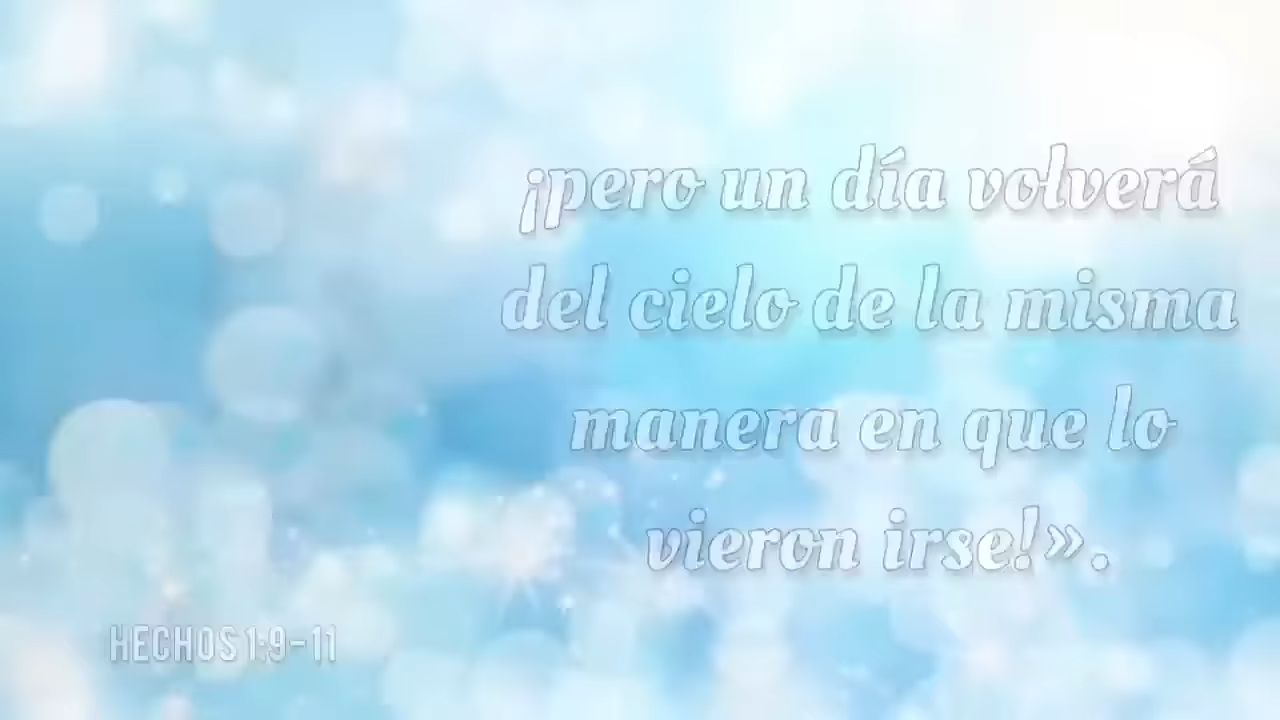 ¡pero un día volverá
del cielo de la misma
manera en que lo
vieron irse!».
HECHOS 1:9-11